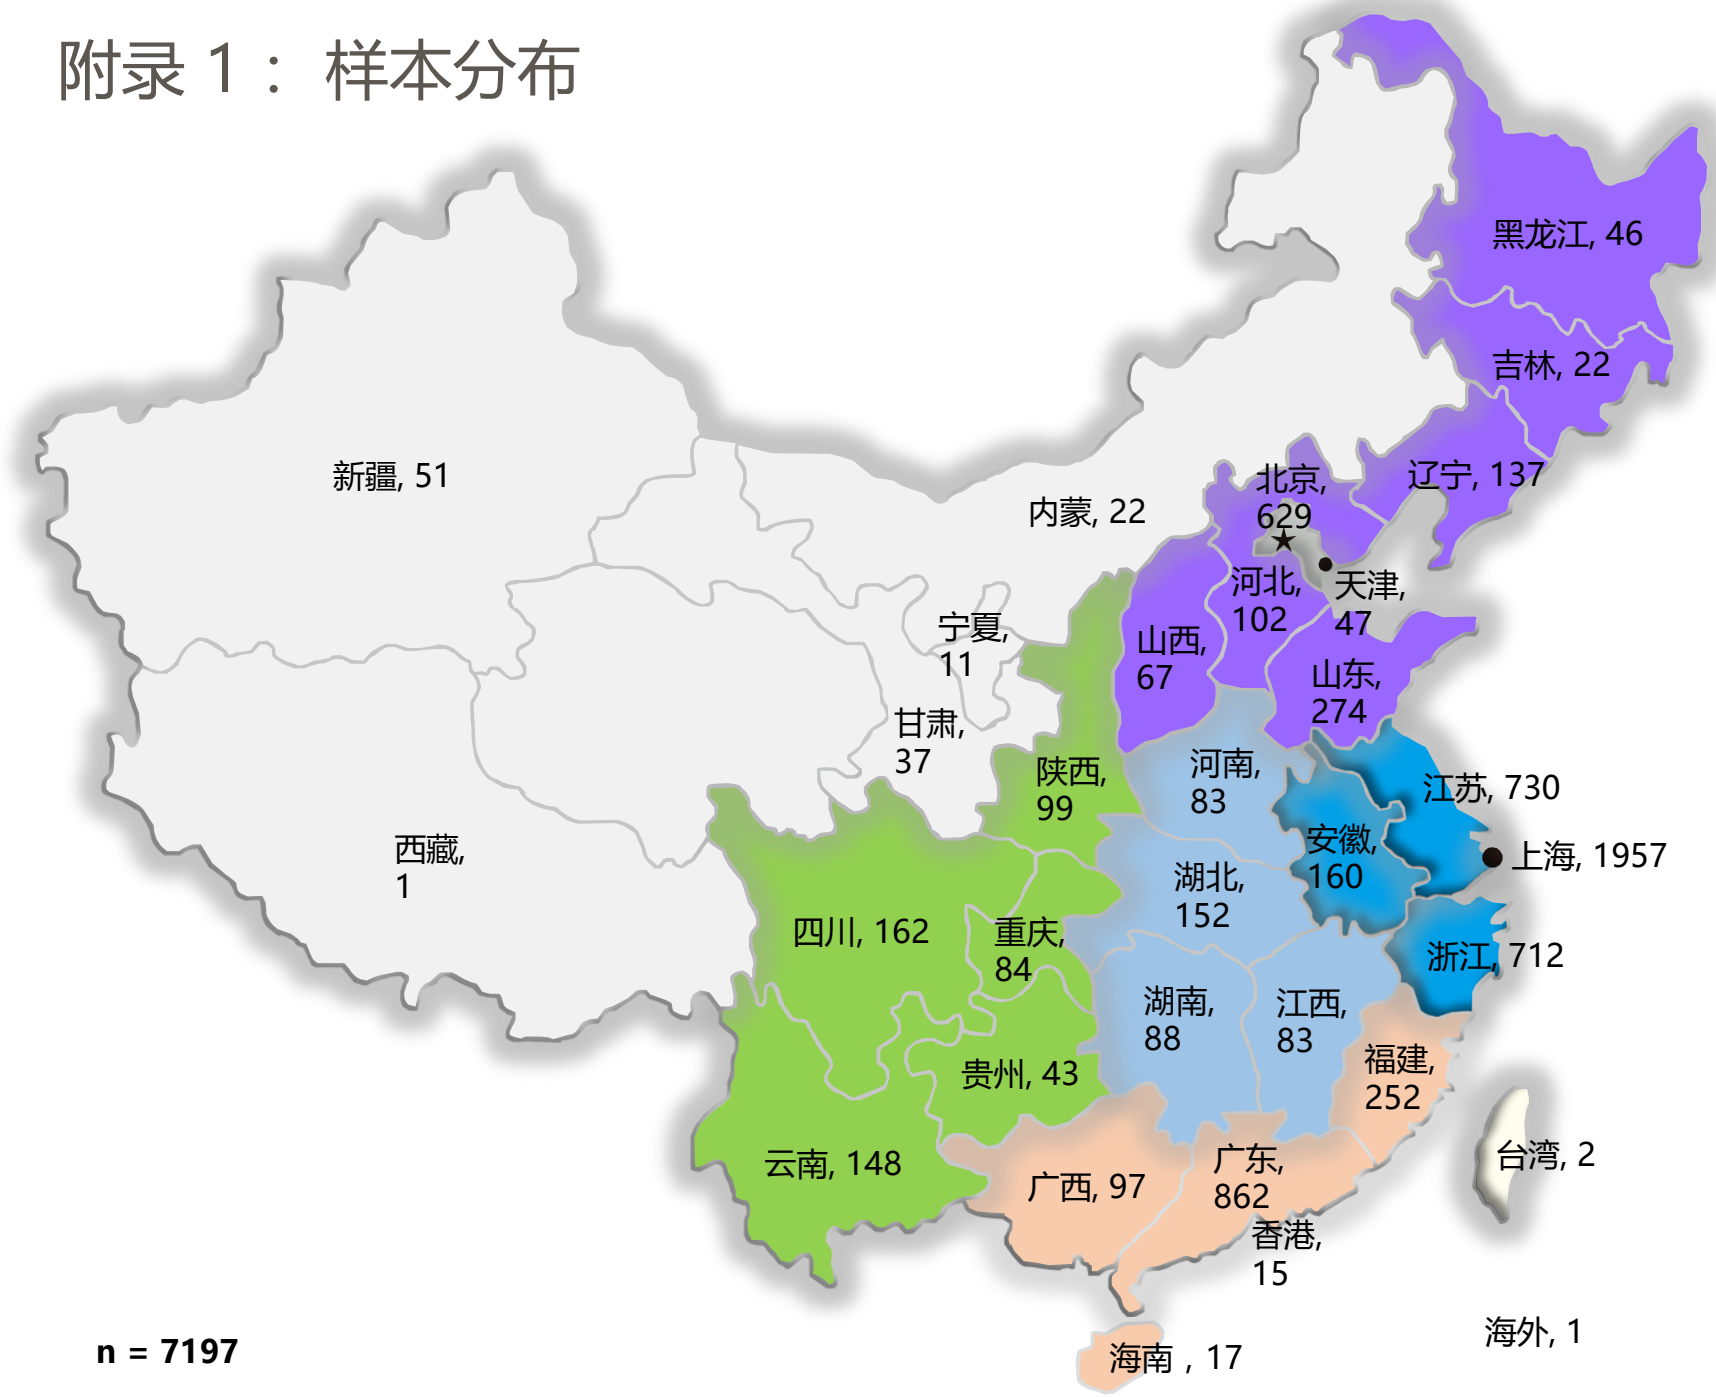 附录 1： 样本分布
黑龙江, 46
吉林, 22
辽宁, 137
北京,
629
新疆, 51
内蒙, 22
天津,
47
河北,
102
宁夏,
11
山西,
67
山东,
274
甘肃,
37
陕西,
99
河南,
83
江苏, 730
安徽,
160
上海, 1957
西藏,
1
湖北,
152
四川, 162
重庆,
84
浙江, 712
湖南,
88
江西,
83
贵州, 43
福建,
252
云南, 148
广西, 97
广东,
862
台湾, 2
香港,
15
海外, 1
n = 7197
海南 , 17